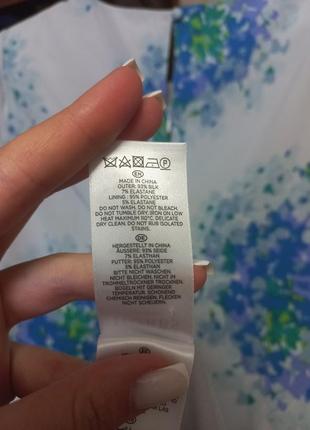 P
EN
MADE IN CHINA
OUTER: 93% SILK
7% ELASTANE
LINING : 95% POLYESTER
5% ELASTANE
DO NOT WASH. DO NOT BLEACH.
DO NOT TUMBLE DRY. IRON ON LOW
HEAT MAXIMUM 110°C. DELICATE
DRY CLEAN. DO NOT RUB ISOLATED
STAINS.
DE
HERGESTELLT IN CHINA
ÄUSSERE: 93% SEIDE
7% ELASTHAN
FUTTER: 95% POLYESTER
5% ELASTHAN
BITTE NICHT WASCHEN.
NICHT BLEICHEN. NICHT IM
TROMMELTROCKNER TROCKNEN.
BÜGELN MIT GERINGER
TEMPERATUR. SCHONEND
CHEMISCH REINIGEN. FLECKEN
NICHT SCHEUERN.